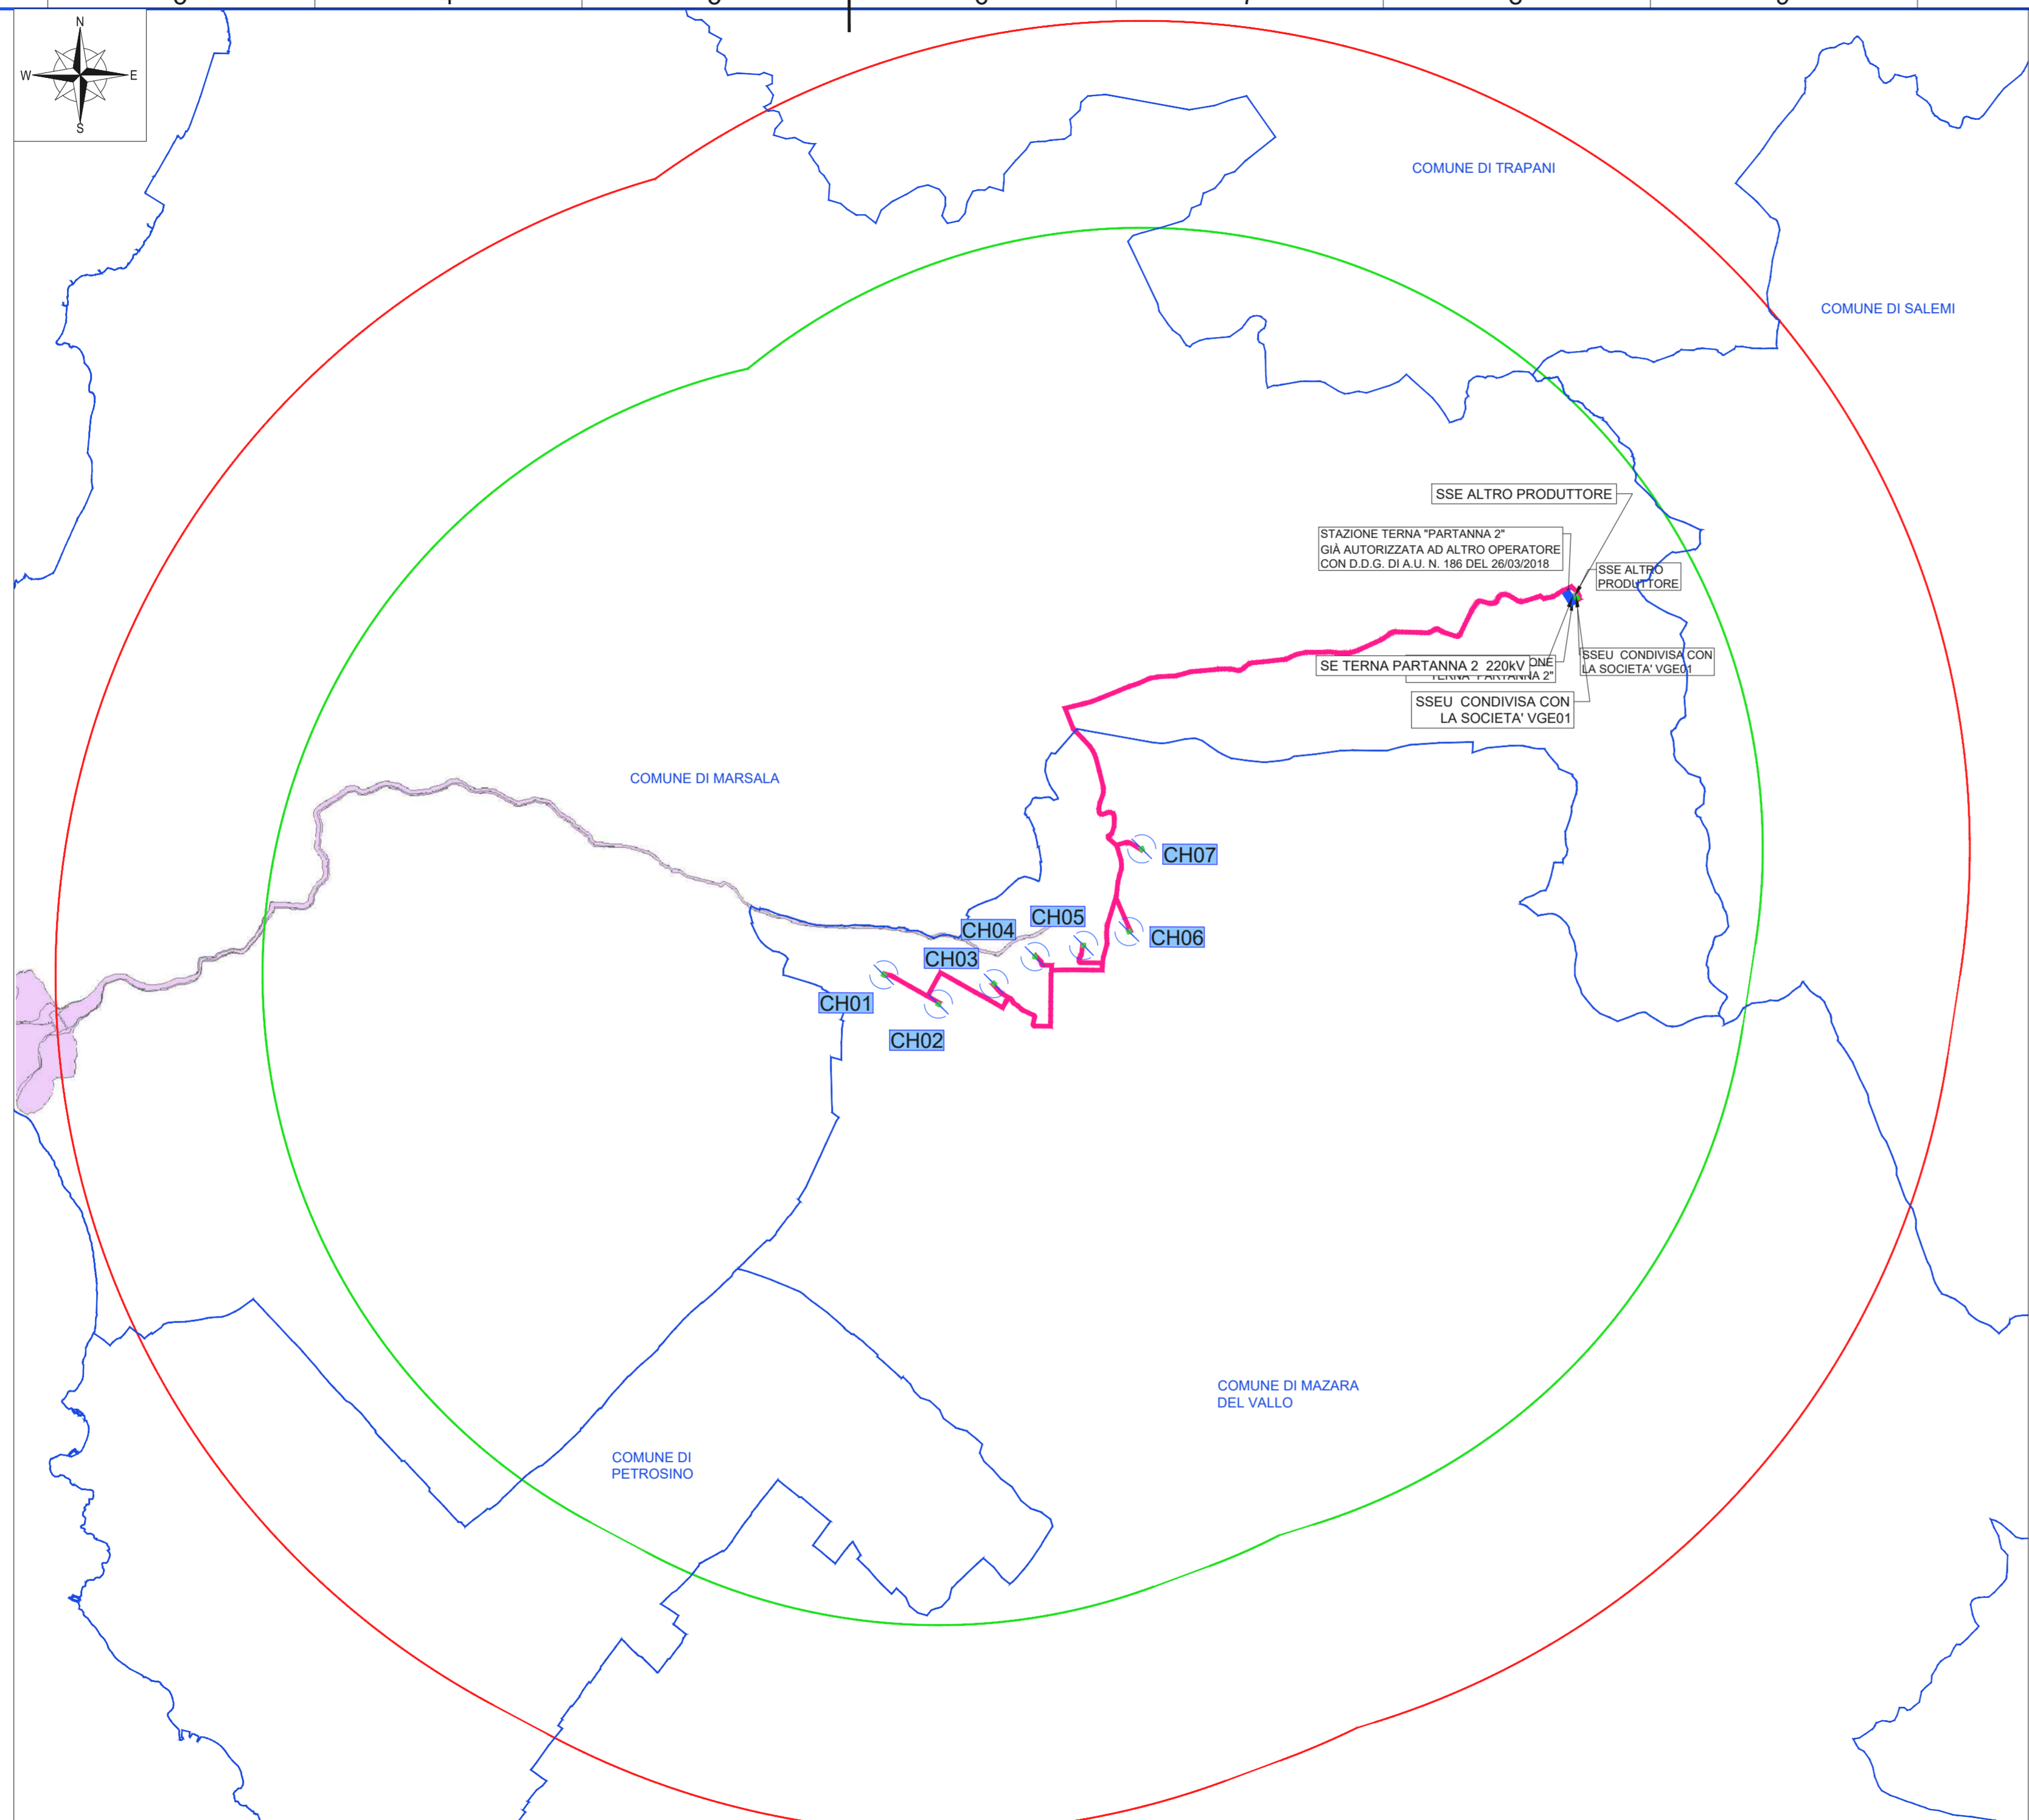 N
W
E
S
COMUNE DI TRAPANI
COMUNE DI SALEMI
SSE ALTRO PRODUTTORE
STAZIONE TERNA "PARTANNA 2"
GIÀ AUTORIZZATA AD ALTRO OPERATORE
CON D.D.G. DI A.U. N. 186 DEL 26/03/2018
SSE ALTRO
PRODUTTORE
SE TERNA PARTANNA 2 220kV
TERNA "PARTANNA 2"
SSEU CONDIVISA CON
LA SOCIETA' VGE01
SSEU CONDIVISA CON
LA SOCIETA' VGE01
COMUNE DI MARSALA
CH07
CH05
CH04
CH06
CH03
CH01
CH02
COMUNE DI MAZARA
DEL VALLO
COMUNE DI
PETROSINO